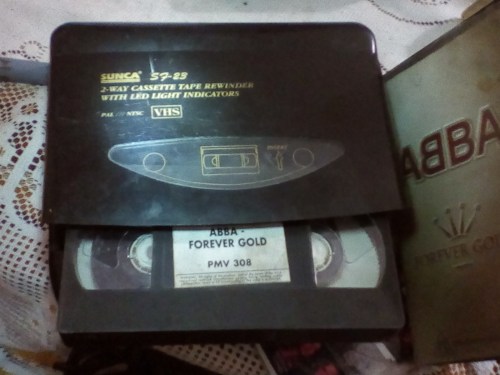 SUNCA SF-23
2-WAY CASSETTE TAPE REWINDER
WITH LED LIGHT INDICATORS
PAL NTSC VHS
ABBA -
FOREVER GOLD
PMV 308
ABBA
FOREVER GOLD